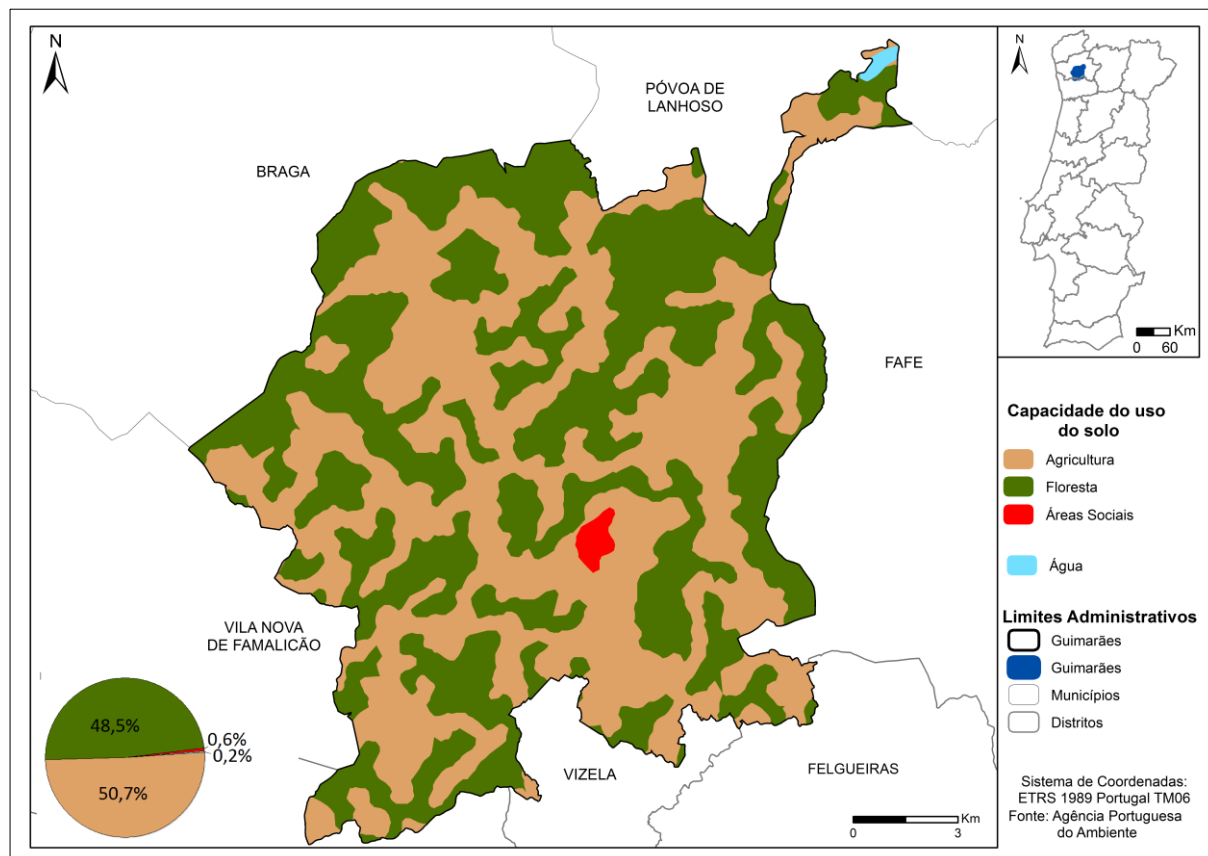 N
PÓVOA DE
LANHOSO
BRAGA
FAFE
VILA NOVA
DE FAMALICÃO
VIZELA
FELGUEIRAS
48,5%
0,6%
0,2%
50,7%
Km
0 3
N
Km
0 60
Capacidade do uso
do solo
Agricultura
Floresta
Áreas Sociais
Água
Limites Administrativos
Guimarães
Guimarães
Municípios
Distritos
Sistema de Coordenadas:
ETRS 1989 Portugal TM06
Fonte: Agência Portuguesa
do Ambiente